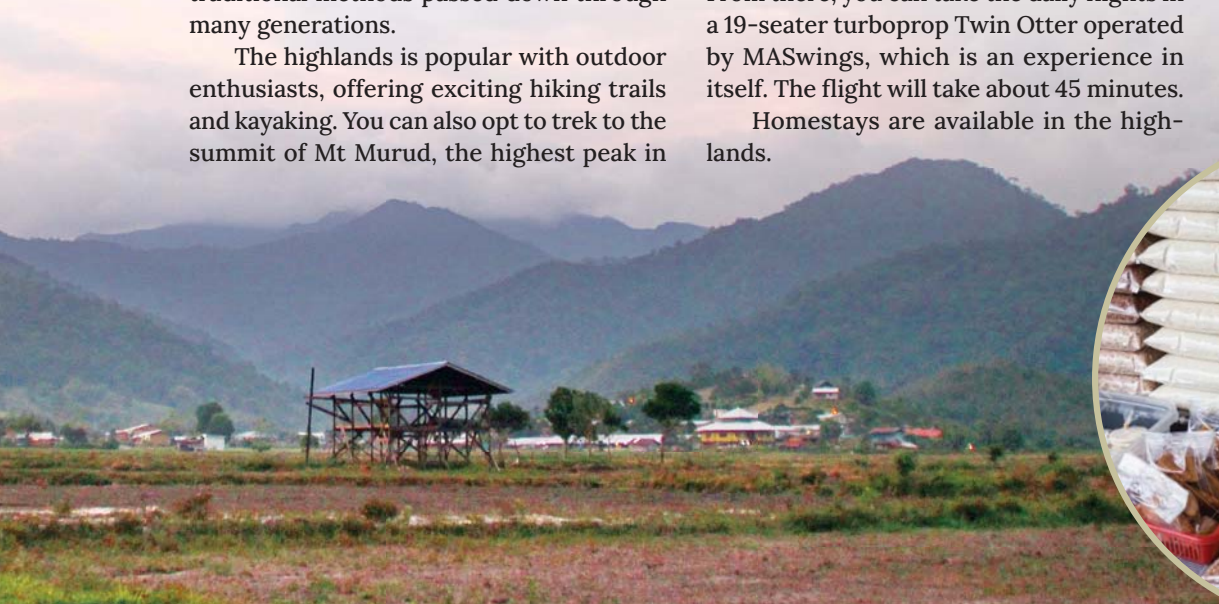 traditional methods passed down through
many generations.
The highlands is popular with outdoor
enthusiasts, offering exciting hiking trails
and kayaking. You can also opt to trek to the
summit of Mt Murud, the highest peak in
From there, you can take the daily flights in
a 19-seater turboprop Twin Otter operated
by MASwings, which is an experience in
itself. The flight will take about 45 minutes.
Homestays are available in the high-
lands.